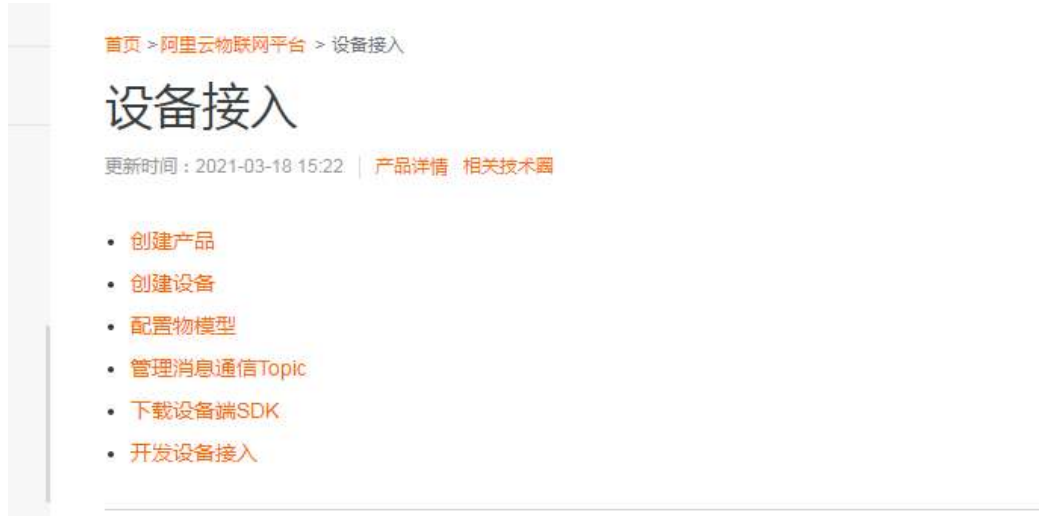 首页 > 阿里云物联网平台 > 设备接入
设备接入
更新时间：2021-03-18 15:22 | 产品详情 相关技术圈
• 创建产品
• 创建设备
• 配置物模型
• 管理消息通信Topic
• 下载设备端SDK
• 开发设备接入